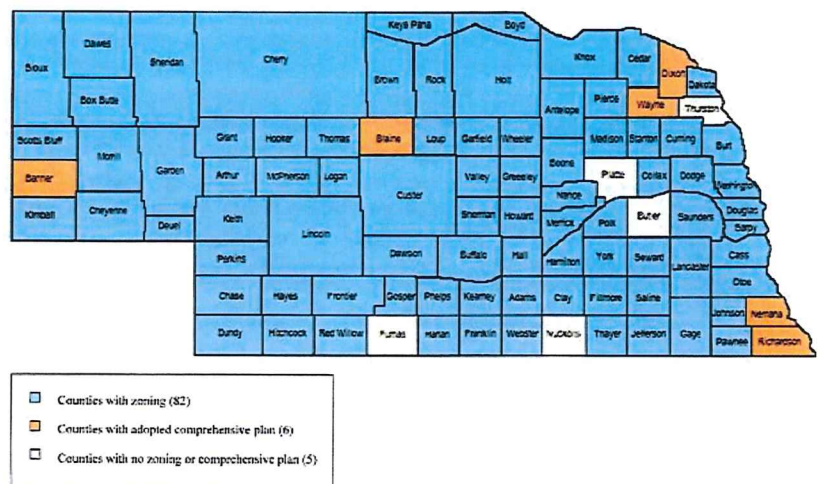 Keya Paha
Boyd
Dawes
Sioux
Sheridan
Cherry
Knox
Cedar
Dixon
Dakota
Brown
Rock
Holt
Box Butte
Pierce
Wayne
Thurston
Antelope
Scotts Bluff
Grant
Hooker
Thomas
Blaine
Loup
Garfield
Wheeler
Madison
Stanton
Cuming
Burt
Morrill
Garden
Boone
Banner
Arthur
McPherson
Logan
Custer
Valley
Greeley
Platte
Colfax
Dodge
Washington
Nance
Kimball
Cheyenne
Deuel
Keith
Lincoln
Sherman
Howard
Merrick
Polk
Butler
Saunders
Douglas
Sarpy
Perkins
Dawson
Buffalo
Hall
Hamilton
York
Seward
Lancaster
Cass
Otoe
Chase
Hayes
Frontier
Gosper
Phelps
Kearney
Adams
Clay
Fillmore
Saline
Johnson
Nemaha
Dundy
Hitchcock
Red Willow
Furnas
Harlan
Franklin
Webster
Nuckolls
Thayer
Jefferson
Gage
Pawnee
Richardson
Counties with zoning (82)
Counties with adopted comprehensive plan (6)
Counties with no zoning or comprehensive plan (5)